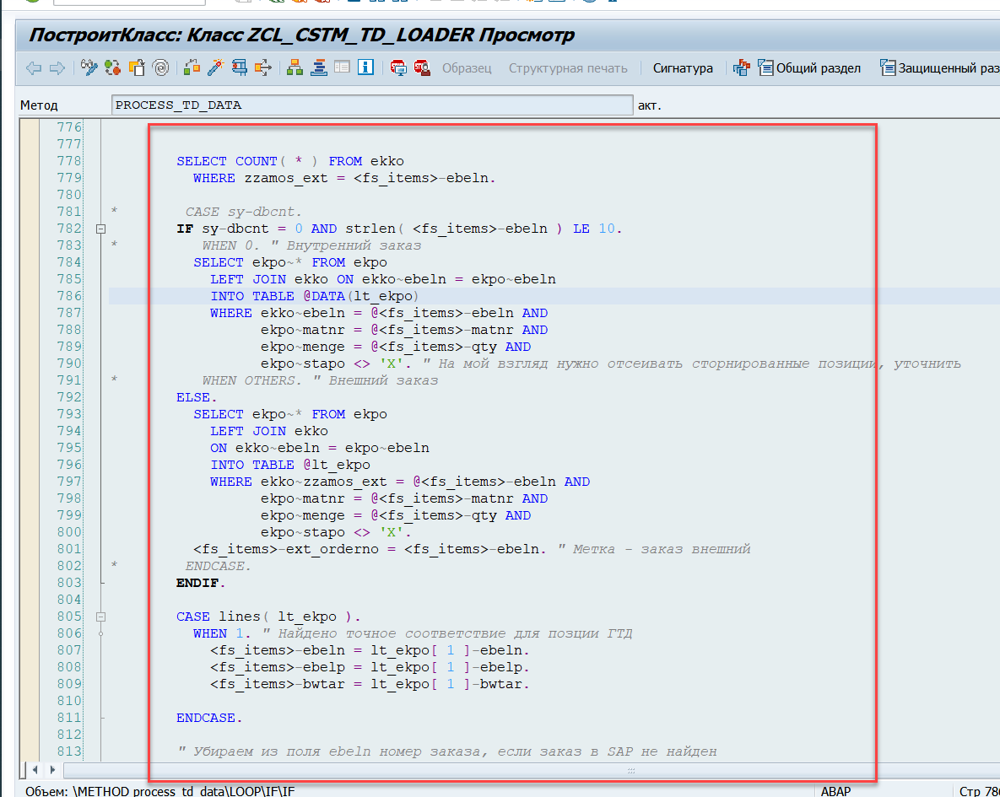 ПостроитКласс: Класс ZCL_CSTM_TD_LOADER Просмотр
Образец Структурная печать Сигнатура Общий раздел Защищенный раз
Метод PROCESS_TD_DATA акт.
776
777
778 SELECT COUNT( * ) FROM ekko
779 WHERE zzamos_ext = <fs_items>-ebeln.
780
781 * CASE sy-dbcnt.
782 IF sy-dbcnt = 0 AND strlen( <fs_items>-ebeln ) LE 10.
783 * WHEN 0. " Внутренний заказ
784 SELECT ekpo~* FROM ekpo
785 LEFT JOIN ekko ON ekko~ebeln = ekpo~ebeln
786 INTO TABLE @DATA(lt_ekpo)
787 WHERE ekko~ebeln = @<fs_items>-ebeln AND
788 ekpo~matnr = @<fs_items>-matnr AND
789 ekpo~menge = @<fs_items>-qty AND
790 ekpo~stapo <> 'X'. " На мой взгляд нужно отсеивать сторнированные позиции, уточнить
791 * WHEN OTHERS. " Внешний заказ
792 ELSE.
793 SELECT ekpo~* FROM ekpo
794 LEFT JOIN ekko
795 ON ekko~ebeln = ekpo~ebeln
796 INTO TABLE @lt_ekpo
797 WHERE ekko~zzamos_ext = @<fs_items>-ebeln AND
798 ekpo~matnr = @<fs_items>-matnr AND
799 ekpo~menge = @<fs_items>-qty AND
800 ekpo~stapo <> 'X'.
801 <fs_items>-ext_orderno = <fs_items>-ebeln. " Метка - заказ внешний
802 * ENDCASE.
803 ENDIF.
804
805 CASE lines( lt_ekpo ).
806 WHEN 1. " Найдено точное соответствие для позции ГТД
807 <fs_items>-ebeln = lt_ekpo[ 1 ]-ebeln.
808 <fs_items>-ebelp = lt_ekpo[ 1 ]-ebelp.
809 <fs_items>-bwtar = lt_ekpo[ 1 ]-bwtar.
810
811 ENDCASE.
812
813 " Убираем из поля ebeln номер заказа, если заказ в SAP не найден
Объем: \METHOD process_td_data\LOOP\IF\IF ABAP Стр 786